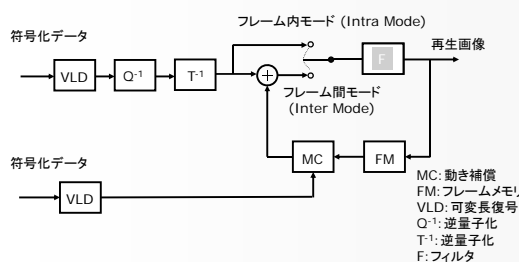 フレーム内モード (Intra Mode)
符号化データ
再生画像
VLD
Q-1
T-1
+
F
フレーム間モード
(Inter Mode)
符号化データ
MC
FM
VLD
MC: 動き補償
FM: フレームメモリ
VLD: 可変長復号
Q-1: 逆量子化
T-1: 逆量子化
F: フィルタ